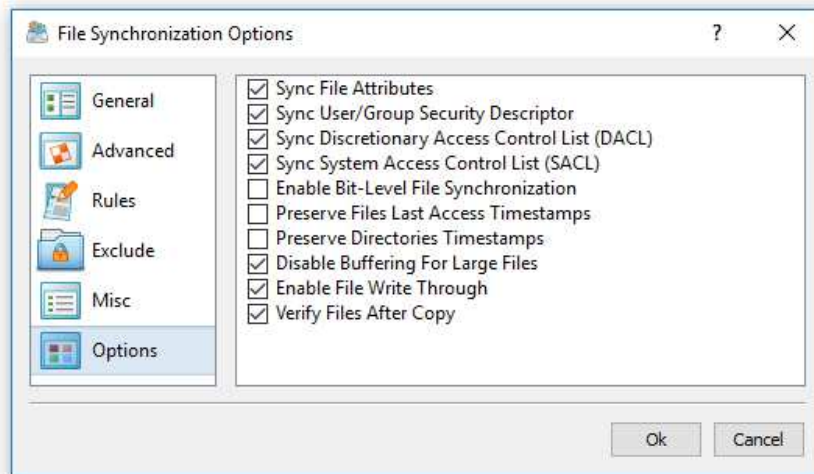 File Synchronization Options
?
General
Advanced
Rules
Exclude
Misc
Options
Sync File Attributes
Sync User/Group Security Descriptor
Sync Discretionary Access Control List (DACL)
Sync System Access Control List (SACL)
Enable Bit-Level File Synchronization
Preserve Files Last Access Timestamps
Preserve Directories Timestamps
Disable Buffering For Large Files
Enable File Write Through
Verify Files After Copy
Ok
Cancel